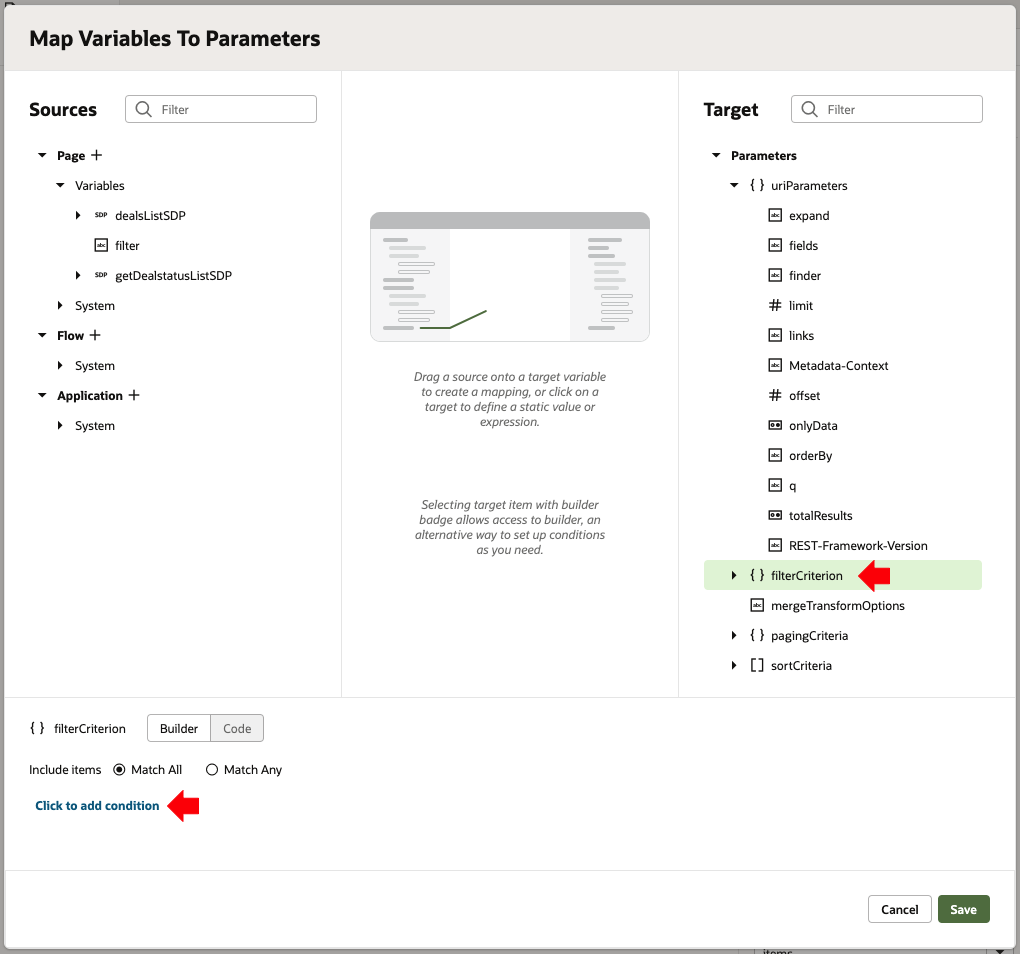 Map Variables To Parameters
Sources
Filter
Page
Variables
SDP dealsListSDP
abc filter
SDP getDealstatusListSDP
System
Flow
System
Application
System
Drag a source onto a target variable
to create a mapping, or click on a
target to define a static value or
expression.
Selecting target item with builder
badge allows access to builder, an
alternative way to set up conditions
as you need.
Target
Filter
Parameters
{ } uriParameters
abc expand
abc fields
abc finder
# limit
abc links
abc Metadata-Context
# offset
onlyData
abc orderBy
abc q
totalResults
abc REST-Framework-Version
{ } filterCriterion
abc mergeTransformOptions
{ } pagingCriteria
[ ] sortCriteria
{ } filterCriterion Builder Code
Include items Match All Match Any
Click to add condition
Cancel Save
items